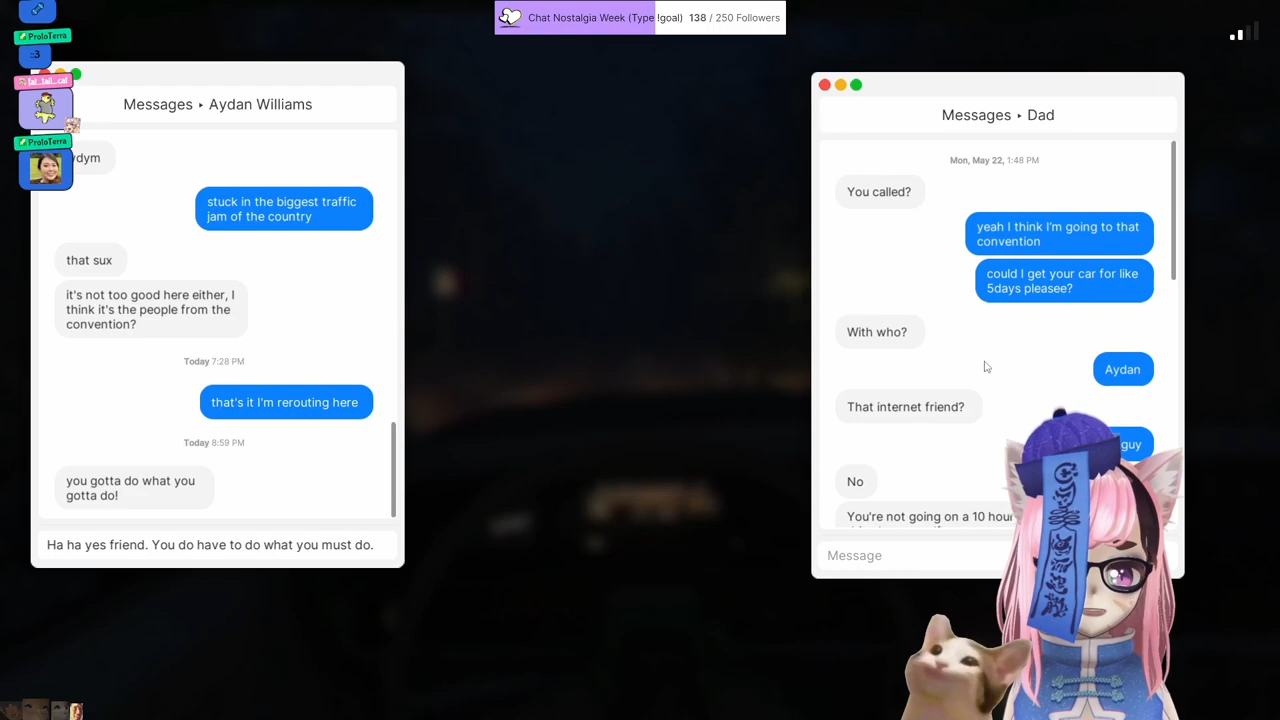 Chat Nostalgia Week (Type !goal) 138 / 250 Followers
ProloTerra
:3
fat_tail_cat
ProloTerra
Messages ▸ Aydan Williams
stuck in the biggest traffic
jam of the country
that sux
it's not too good here either, I
think it's the people from the
convention?
Today 7:28 PM
that's it I'm rerouting here
Today 8:59 PM
you gotta do what you
gotta do!
Ha ha yes friend. You do have to do what you must do.
Messages ▸ Dad
Mon, May 22, 1:48 PM
You called?
yeah I think I'm going to that
convention
could I get your car for like
5days pleasee?
With who?
Aydan
That internet friend?
guy
No
You're not going on a 10 hour
Message